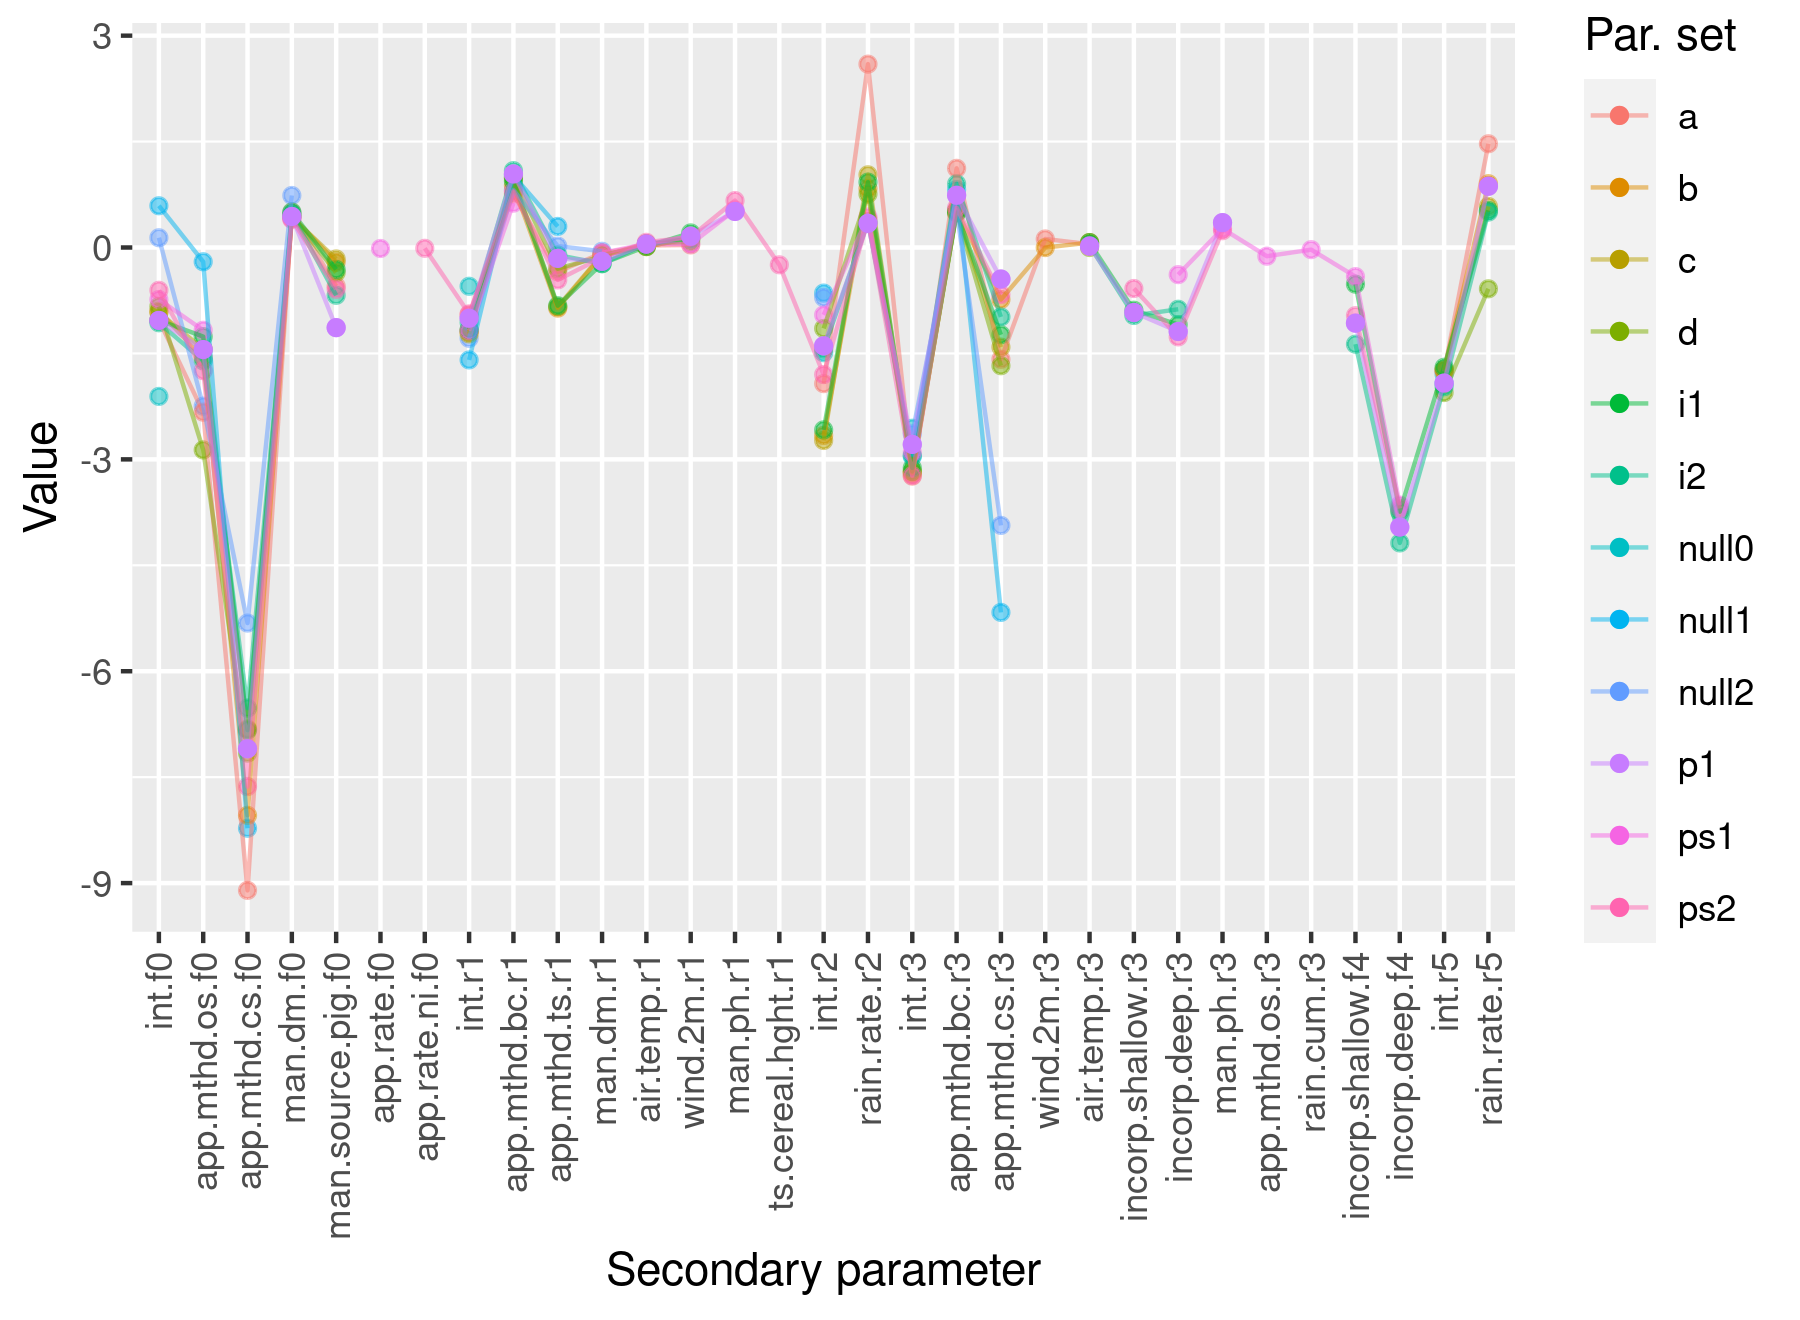 Par. set
a
b
c
d
i1
i2
null0
null1
null2
p1
ps1
ps2
3
0
-3
-6
-9
Value
int.f0
app.mthd.os.f0
app.mthd.cs.f0
man.dm.f0
man.source.pig.f0
app.rate.f0
app.rate.ni.f0
int.r1
app.mthd.bc.r1
app.mthd.ts.r1
man.dm.r1
air.temp.r1
wind.2m.r1
man.ph.r1
ts.cereal.hght.r1
int.r2
rain.rate.r2
int.r3
app.mthd.bc.r3
app.mthd.cs.r3
wind.2m.r3
air.temp.r3
incorp.shallow.r3
incorp.deep.r3
man.ph.r3
app.mthd.os.r3
rain.cum.r3
incorp.shallow.f4
incorp.deep.f4
int.r5
rain.rate.r5
Secondary parameter